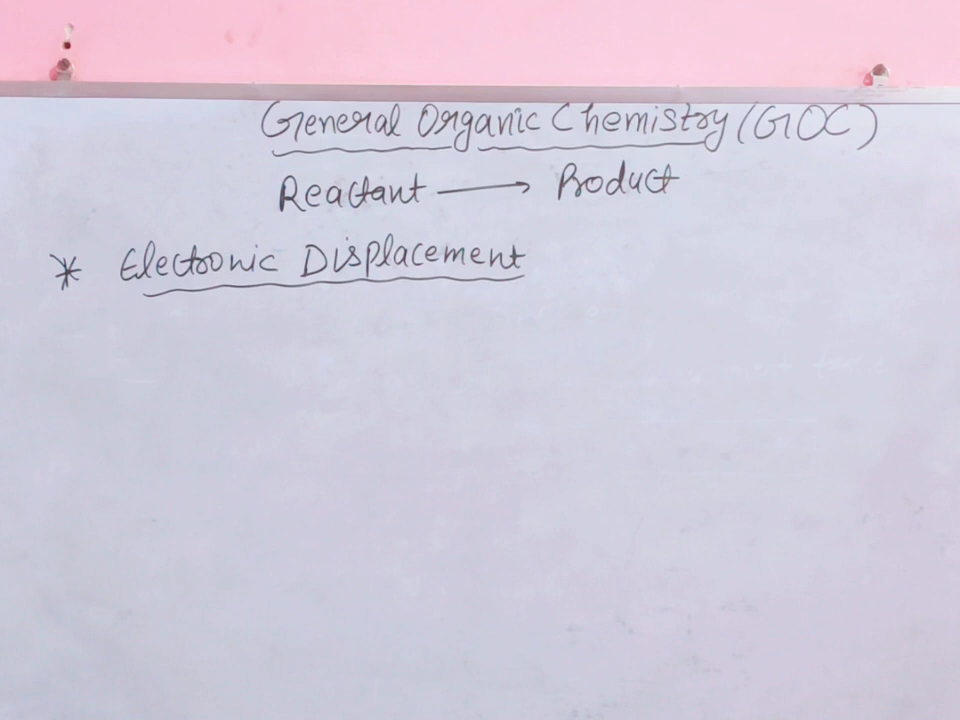 General Organic Chemistry (GOC)
Reactant → Product
* Electronic Displacement